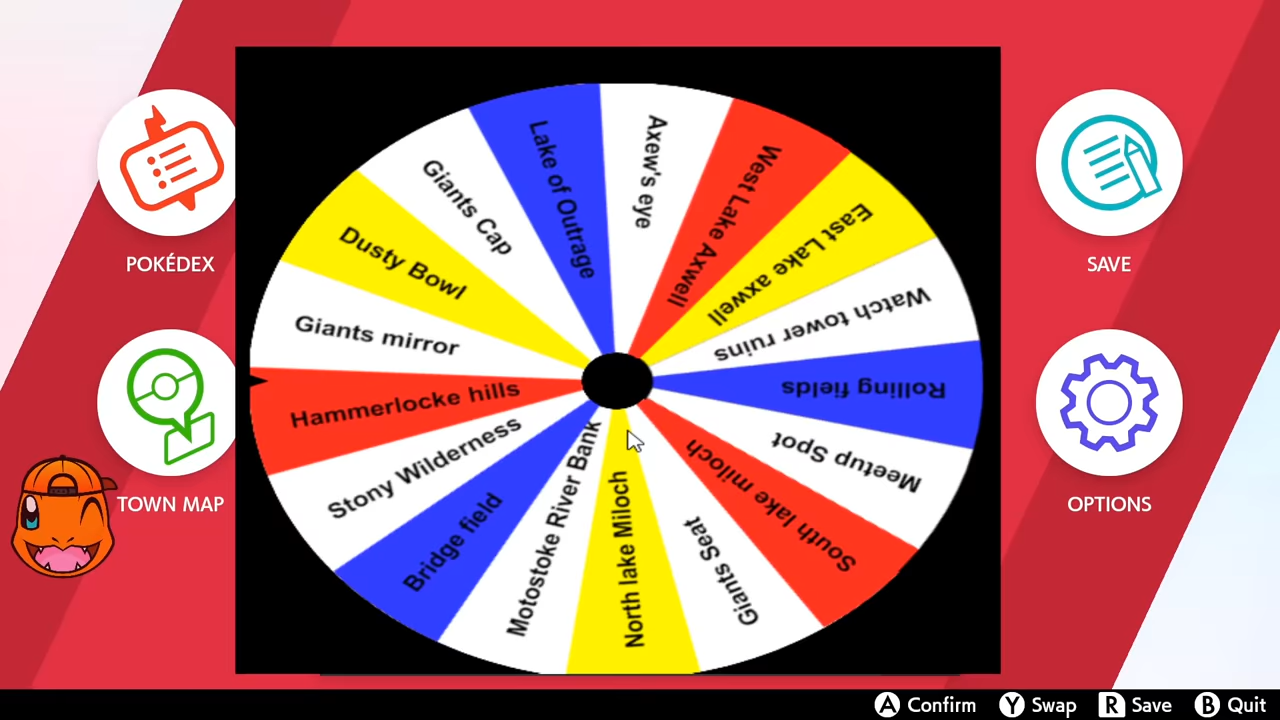 POKÉDEX
TOWN MAP
Lake of Outrage
Axew's eye
West Lake Axwell
East Lake axwell
Watch tower ruins
Rolling fields
Meetup Spot
South lake miloch
Giants Seat
North lake Miloch
Motostoke River Bank
Bridge field
Stony Wilderness
Hammerlocke hills
Giants mirror
Dusty Bowl
Giants Cap
SAVE
OPTIONS
A Confirm Y Swap R Save B Quit